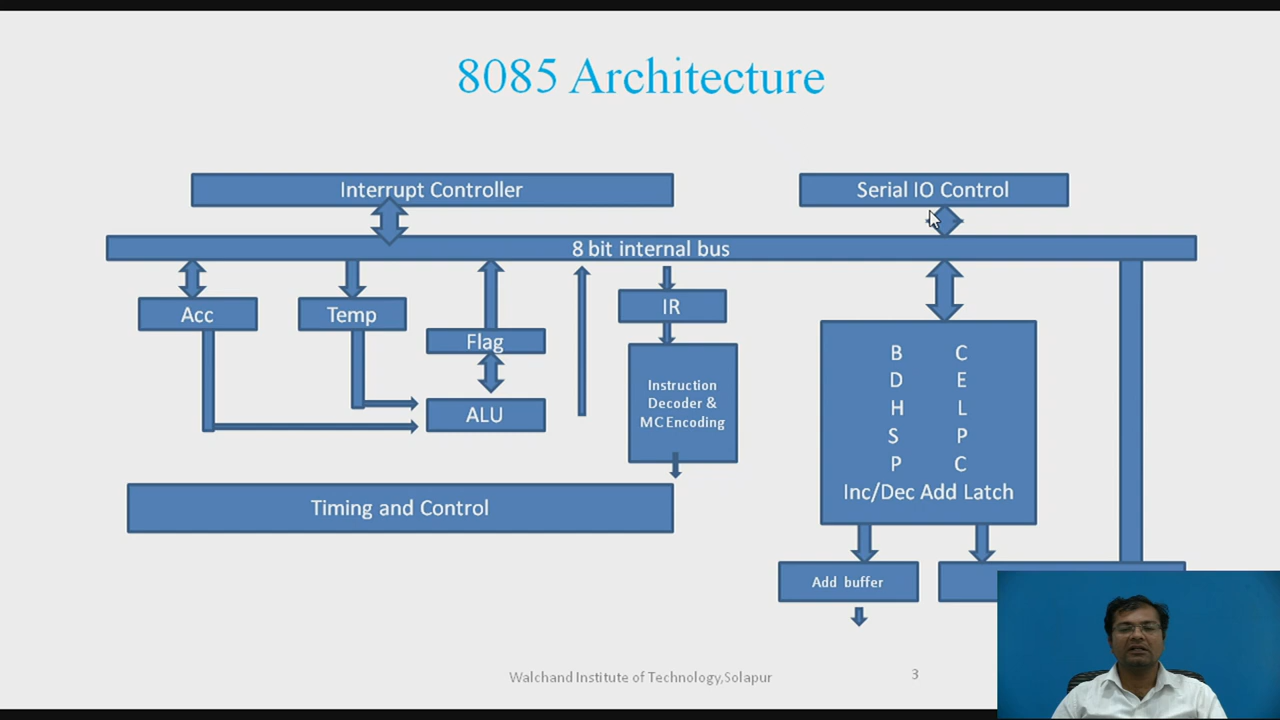 8085 Architecture
Interrupt Controller
Serial IO Control
8 bit internal bus
Acc
Temp
Flag
ALU
IR
Instruction
Decoder &
MC Encoding
B C
D E
H L
S P
P C
Inc/Dec Add Latch
Timing and Control
Add buffer
Walchand Institute of Technology,Solapur
3